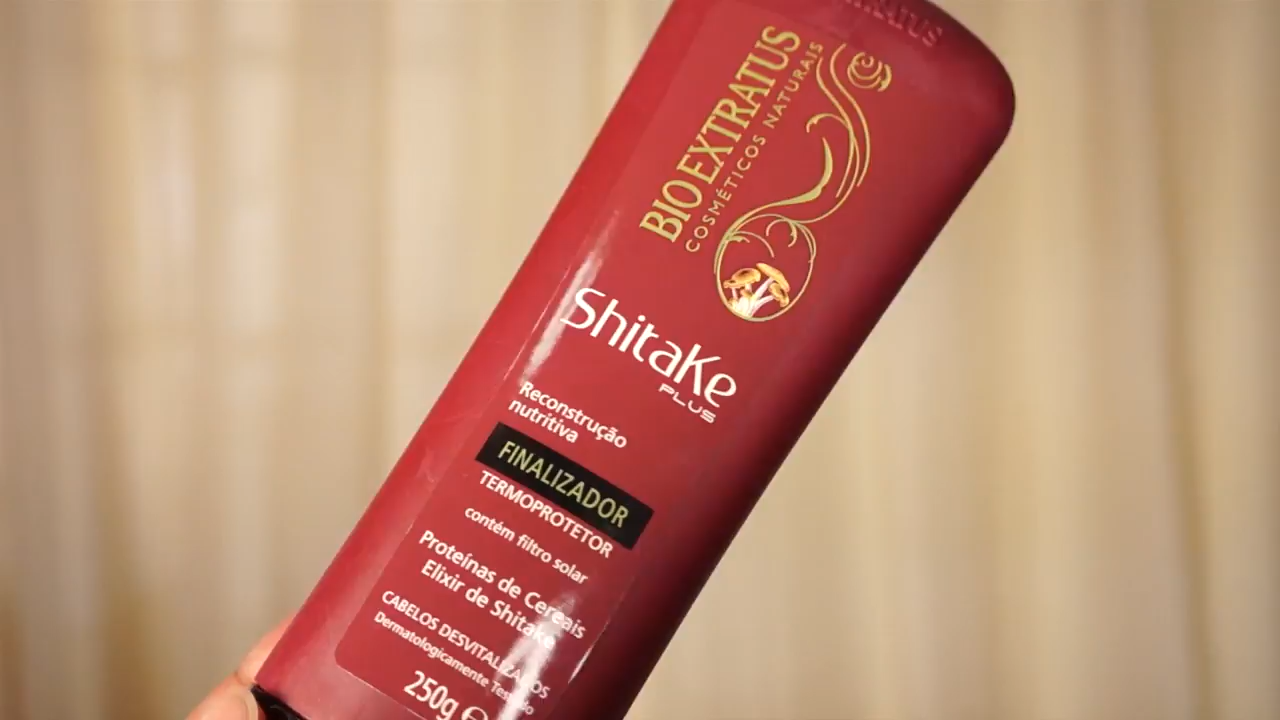 BIO EXTRATUS
COSMÉTICOS NATURAIS
Shitake
PLUS
Reconstrução
nutritiva
FINALIZADOR
TERMOPROTETOR
contém filtro solar
Proteínas de Cereais
Elixir de Shitake
CABELOS DESVITALIZADOS
Dermatologicamente Testado
250g e